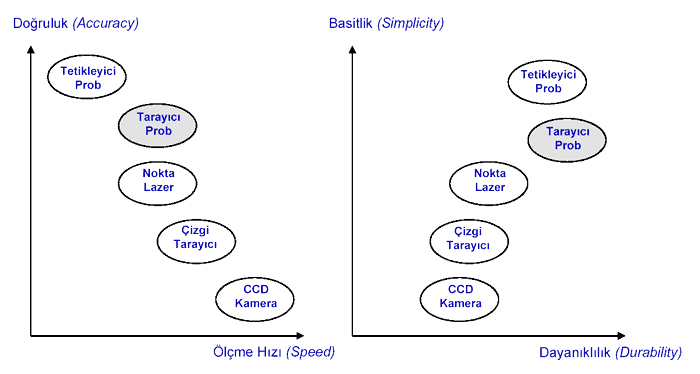 Doğruluk (Accuracy)
Tetikleyici
Prob
Tarayıcı
Prob
Nokta
Lazer
Çizgi
Tarayıcı
CCD
Kamera
Ölçme Hızı (Speed)
Basitlik (Simplicity)
Tetikleyici
Prob
Tarayıcı
Prob
Nokta
Lazer
Çizgi
Tarayıcı
CCD
Kamera
Dayanıklılık (Durability)